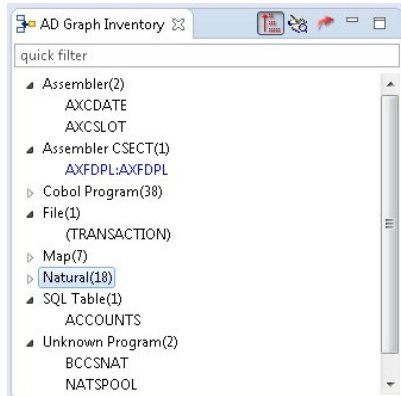 AD Graph Inventory
quick filter
Assembler(2)
AXCDATE
AXCSLOT
Assembler CSECT(1)
AXFDPL:AXFDPL
Cobol Program(38)
File(1)
(TRANSACTION)
Map(7)
Natural(18)
SQL Table(1)
ACCOUNTS
Unknown Program(2)
BCCSNAT
NATSPOOL